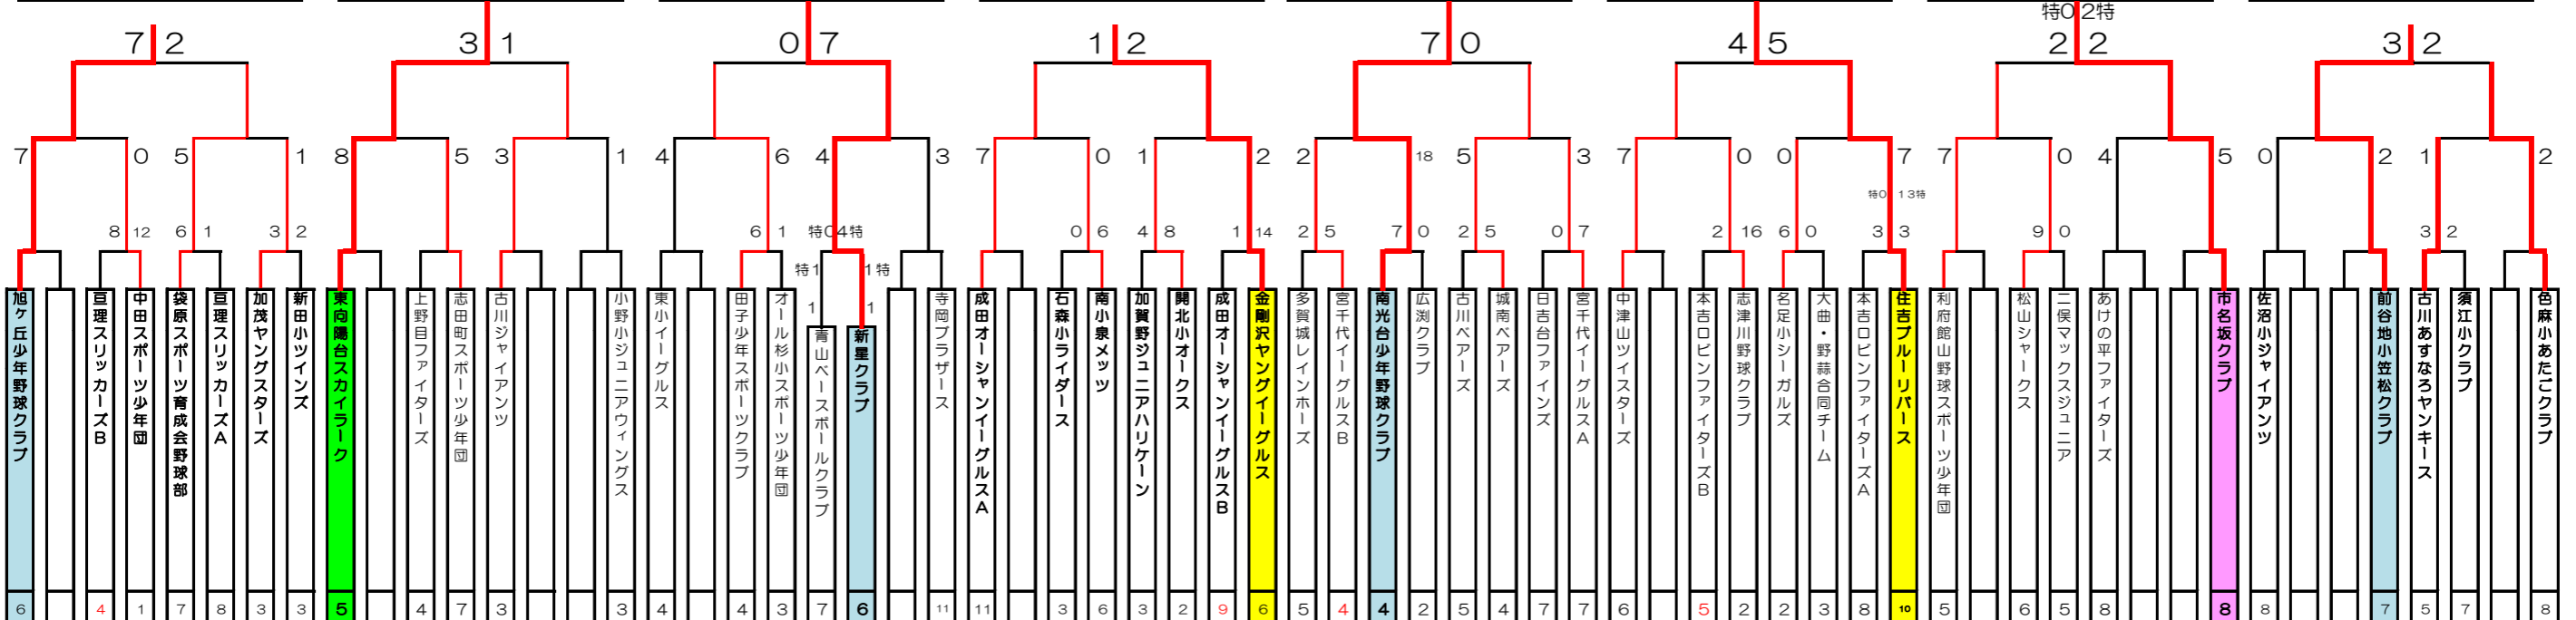 特0 2特
7 2
3 1
0 7
1 2
7 0
4 5
2 2
3 2
7 0 5 1 8 5 3 1 4 6 4 3 7 0 1 2 2 18 5 3 7 0 0 7 7 0 4 5 0 2 1 2
特0 13特
8 12 6 1 3 2 6 1 特0 4特 0 6 4 8 1 14 2 5 7 0 2 5 0 7 2 16 6 0 3 3 9 0 3 2
特1 1特
1 1
旭ヶ丘少年野球クラブ
亘理スリッカーズB
中田スポーツ少年団
袋原スポーツ育成会野球部
亘理スリッカーズA
加茂ヤングスターズ
新田小ツインズ
東向陽台スカイラーク
上野目ファイターズ
志田町スポーツ少年団
古川ジャイアンツ
小野小ジュニアウィングス
東小イーグルス
田子少年スポーツクラブ
オール杉小スポーツ少年団
青山ベースボールクラブ
新星クラブ
寺岡ブラザース
成田オーシャンイーグルスA
石森小ライダース
南小泉メッツ
加賀野ジュニアハリケーン
開北小オークス
成田オーシャンイーグルスB
金剛沢ヤングイーグルス
多賀城レインホーズ
宮千代イーグルスB
南光台少年野球クラブ
広渕クラブ
古川ベアーズ
城南ベアーズ
日吉台ファインズ
宮千代イーグルスA
中津山ツイスターズ
本吉ロビンファイターズB
志津川野球クラブ
名足小シーガルズ
大曲・野蒜合同チーム
本吉ロビンファイターズA
住吉ブルーリバース
利府館山野球スポーツ少年団
松山シャークス
二俣マックスジュニア
あけの平ファイターズ
市名坂クラブ
佐沼小ジャイアンツ
前谷地小笠松クラブ
古川あすなろヤンキース
須江小クラブ
色麻小あたごクラブ
6 4 1 7 8 3 3 5 4 7 3 3 4 4 3 7 6 11 11 3 6 3 2 9 6 5 4 4 2 5 4 7 7 6 5 2 2 3 8 10 5 6 5 8 8 8 7 5 7 8